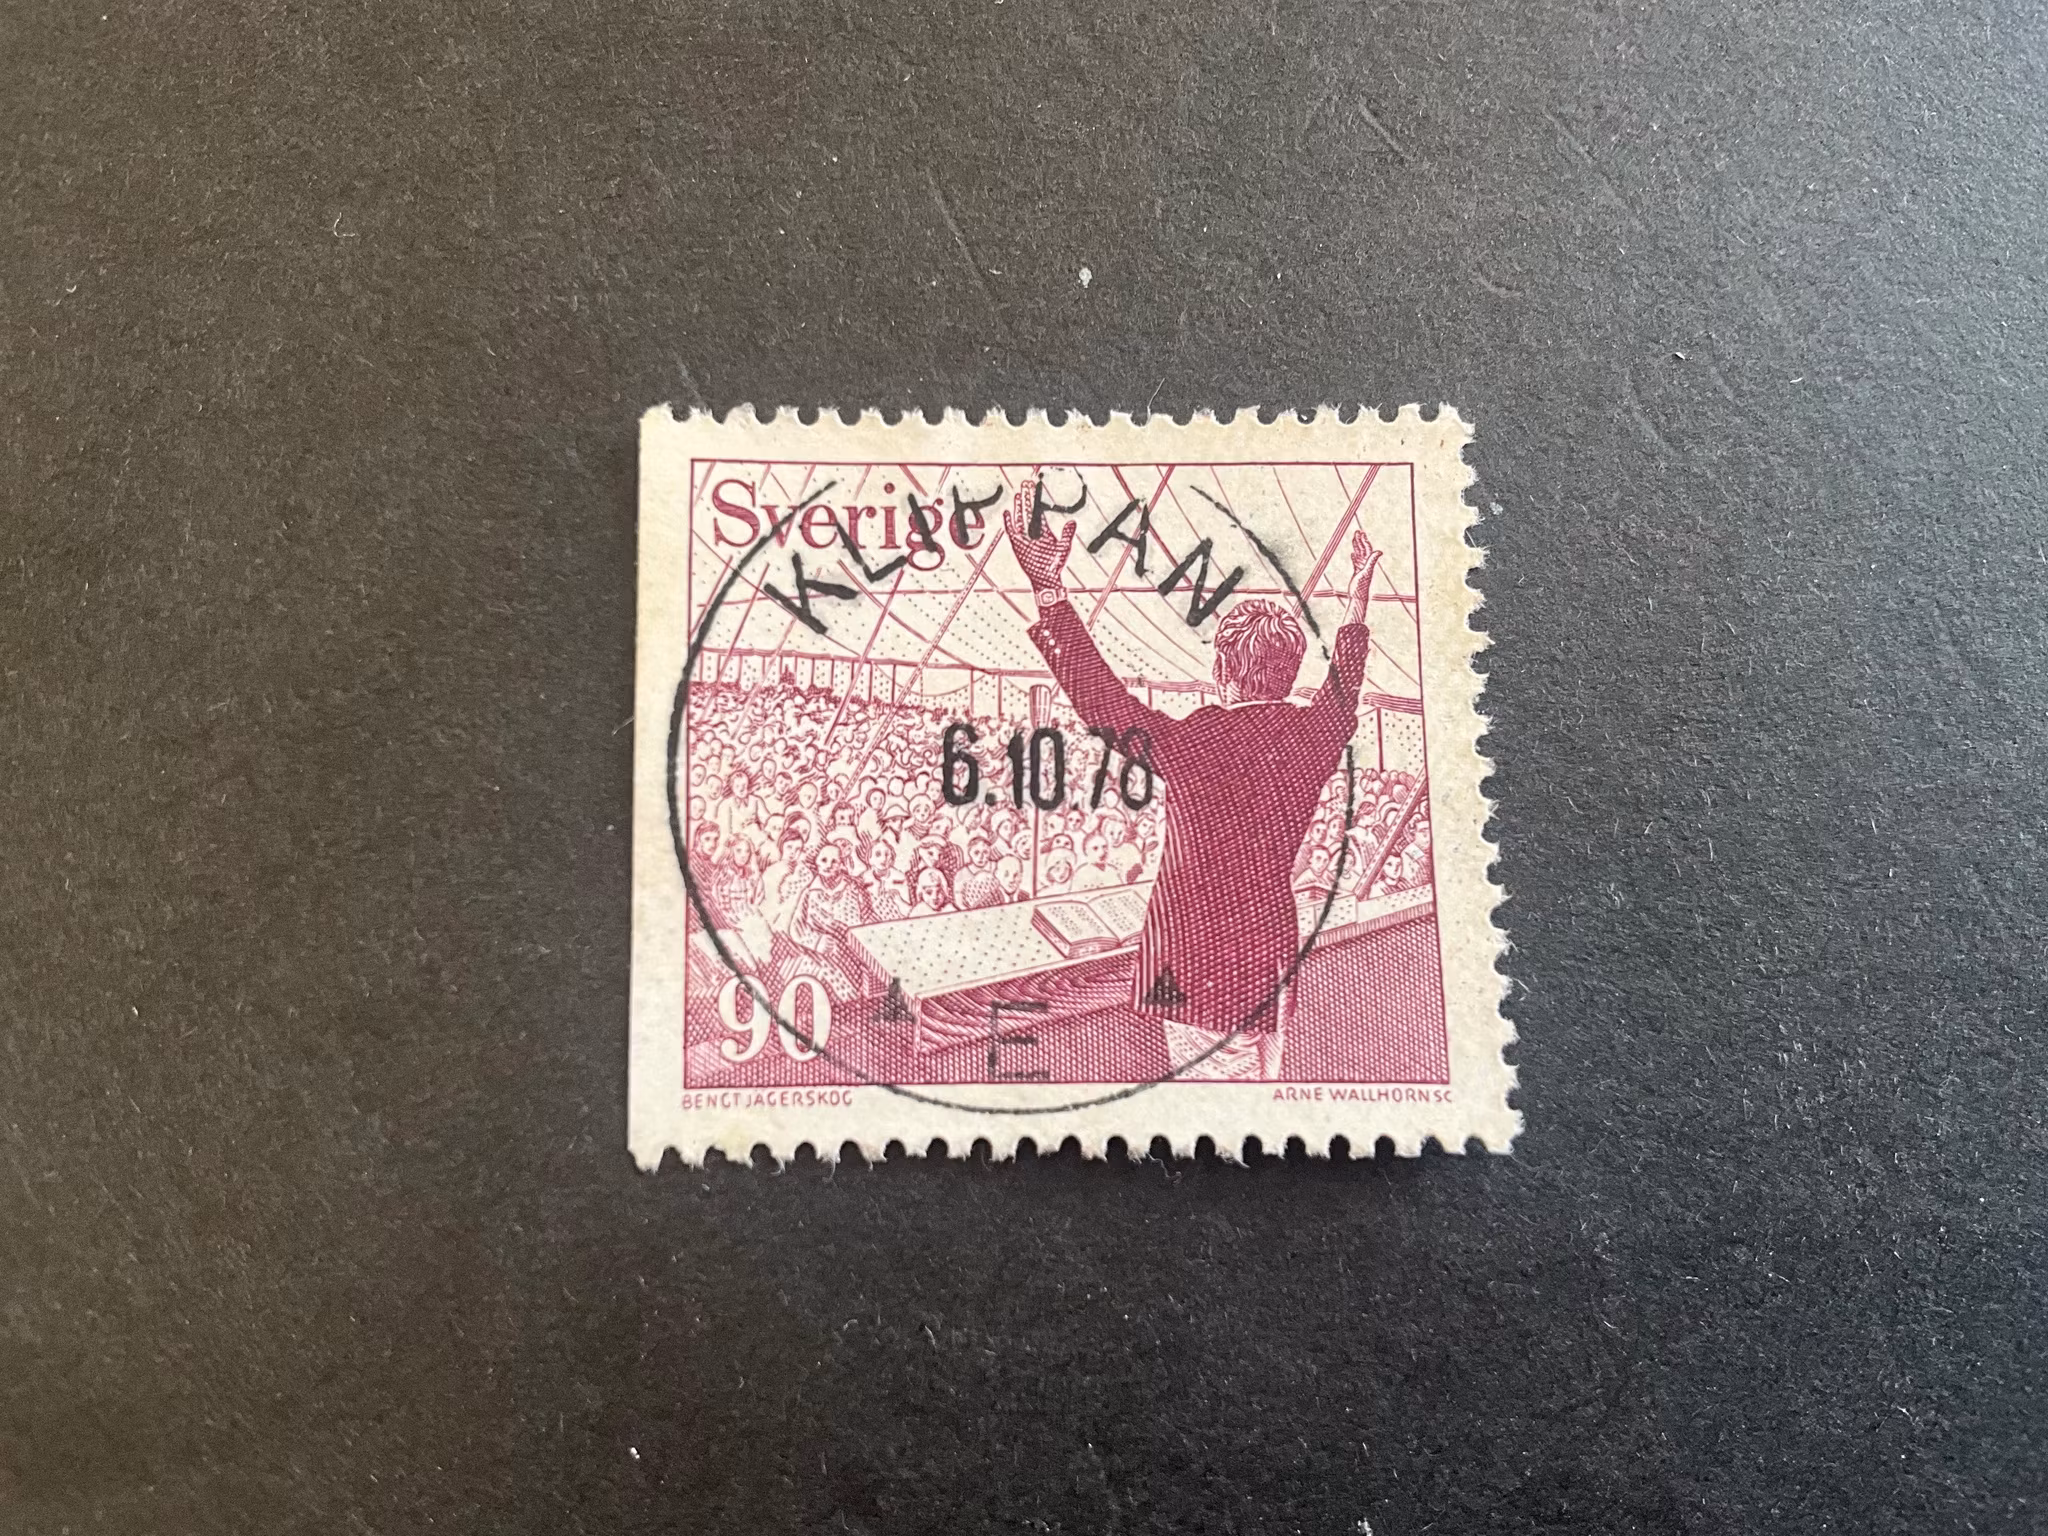 Sverige
KLIPPAN
6.10.78
90
E
BENGT JÄGERSKOG
ARNE WALLHORN SC